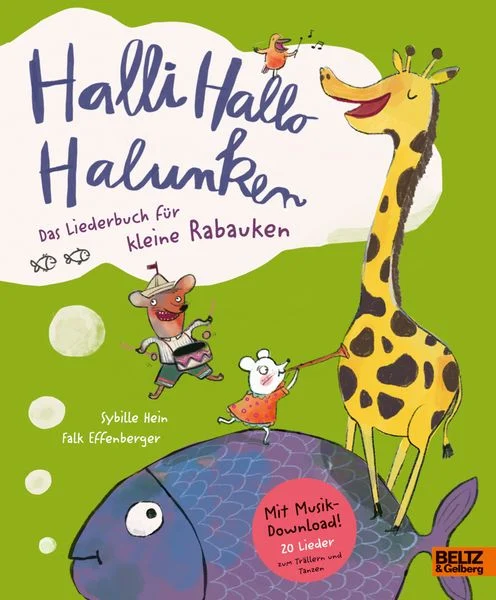 Halli Hallo
Halunken
Das Liederbuch für
kleine Rabauken
Sybille Hein
Falk Effenberger
Mit Musik-
Download!
20 Lieder
zum Trällern und
Tanzen
BELTZ
& Gelberg